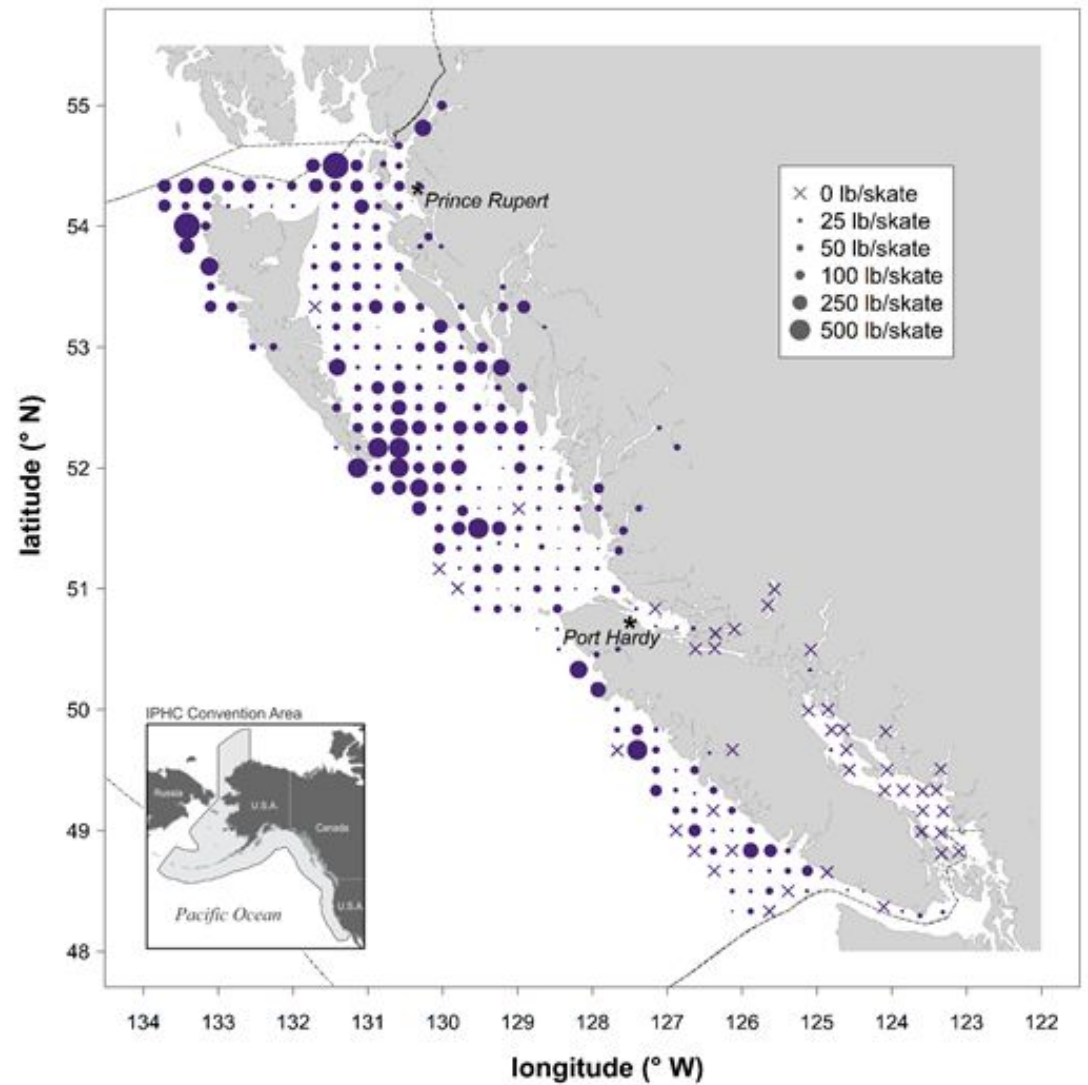 55
54
53
52
51
50
49
48
latitude (° N)
Prince Rupert
Port Hardy
× 0 lb/skate
25 lb/skate
50 lb/skate
100 lb/skate
250 lb/skate
500 lb/skate
IPHC Convention Area
Russia
U.S.A.
Canada
U.S.A.
Pacific Ocean
134 133 132 131 130 129 128 127 126 125 124 123 122
longitude (° W)